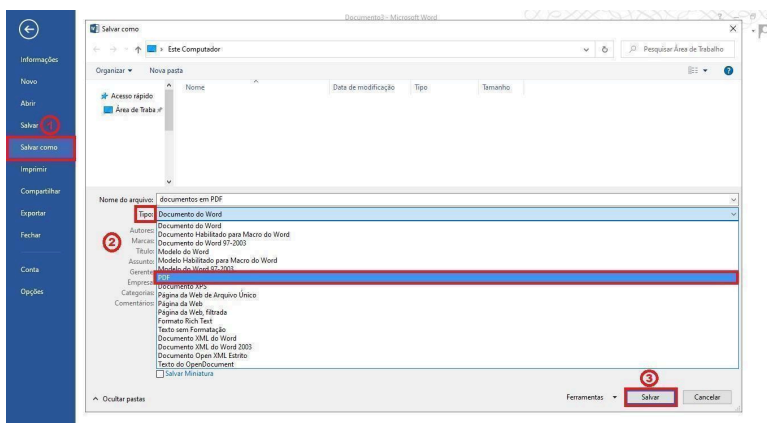 Documento3 - Microsoft Word
Informações
Novo
Abrir
Salvar
1
Salvar como
Imprimir
Compartilhar
Exportar
Fechar
Conta
Opções
Salvar como
Este Computador
Pesquisar Área de Trabalho
Organizar
Nova pasta
Acesso rápido
Área de Traba
Nome
Data de modificação
Tipo
Tamanho
Nome do arquivo: documentos em PDF
Tipo: Documento do Word
Autores:
Marcas:
Título:
Assunto:
Gerente:
Empresa:
Categorias:
Comentários:
2
Documento do Word
Documento Habilitado para Macro do Word
Documento do Word 97-2003
Modelo do Word
Modelo Habilitado para Macro do Word
Modelo do Word 97-2003
PDF
Documento XPS
Página da Web de Arquivo Único
Página da Web
Página da Web, filtrada
Formato Rich Text
Texto sem Formatação
Documento XML do Word
Documento XML do Word 2003
Documento Open XML Estrito
Texto do OpenDocument
Salvar Miniatura
3
Ocultar pastas
Ferramentas
Salvar
Cancelar